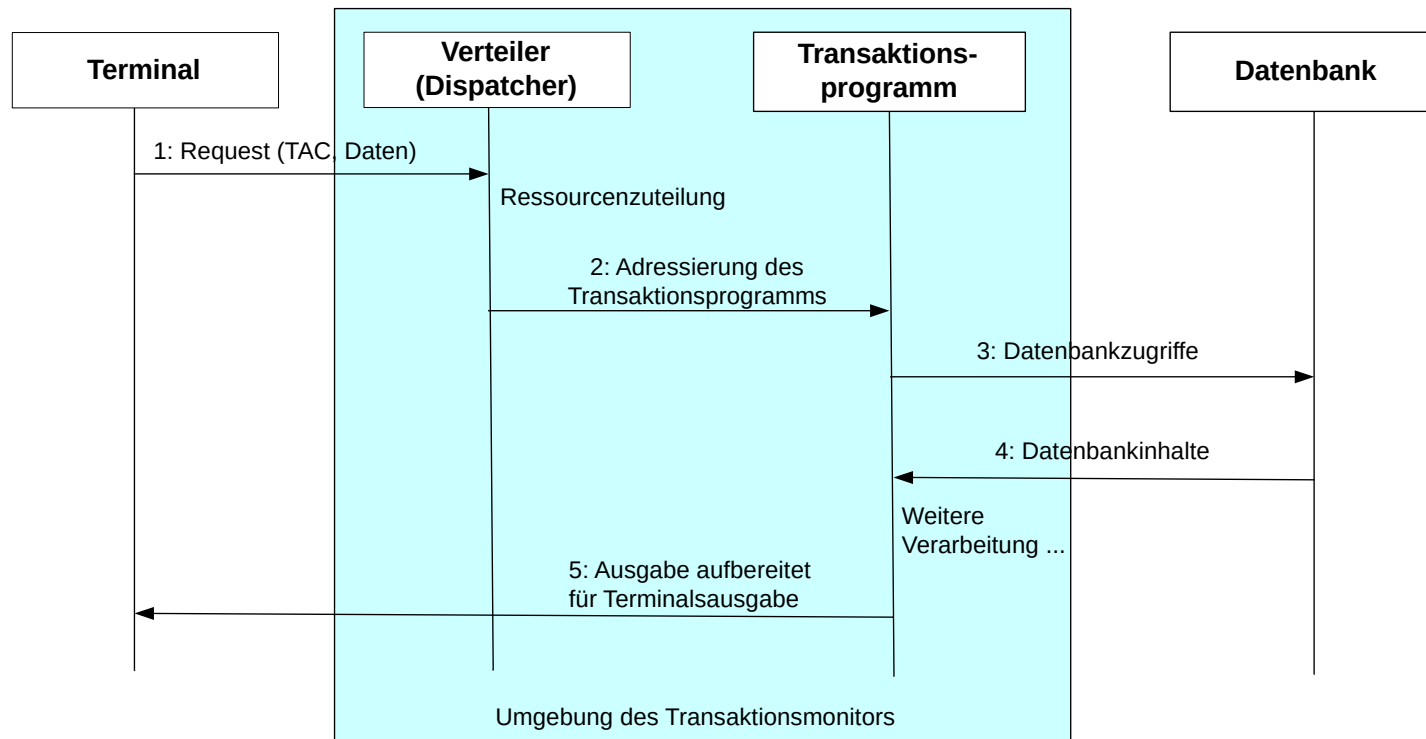 Terminal
Verteiler
(Dispatcher)
Transaktions-
programm
Datenbank
1: Request (TAC, Daten)
Ressourcenzuteilung
2: Adressierung des
Transaktionsprogramms
3: Datenbankzugriffe
4: Datenbankinhalte
Weitere
Verarbeitung ...
5: Ausgabe aufbereitet
für Terminalsausgabe
Umgebung des Transaktionsmonitors